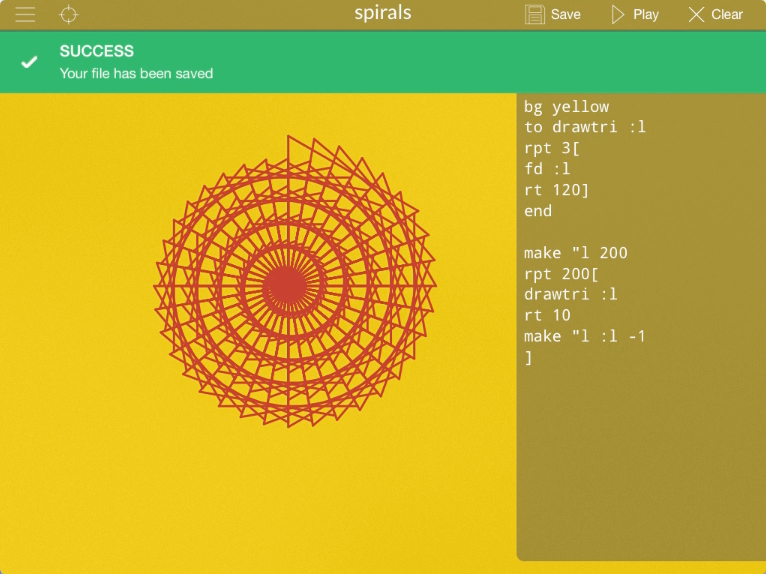 spirals
Save
Play
Clear
SUCCESS
Your file has been saved
bg yellow
to drawtri :l
rpt 3[
fd :l
rt 120]
end
make "l 200
rpt 200[
drawtri :l
rt 10
make "l :l -1
]